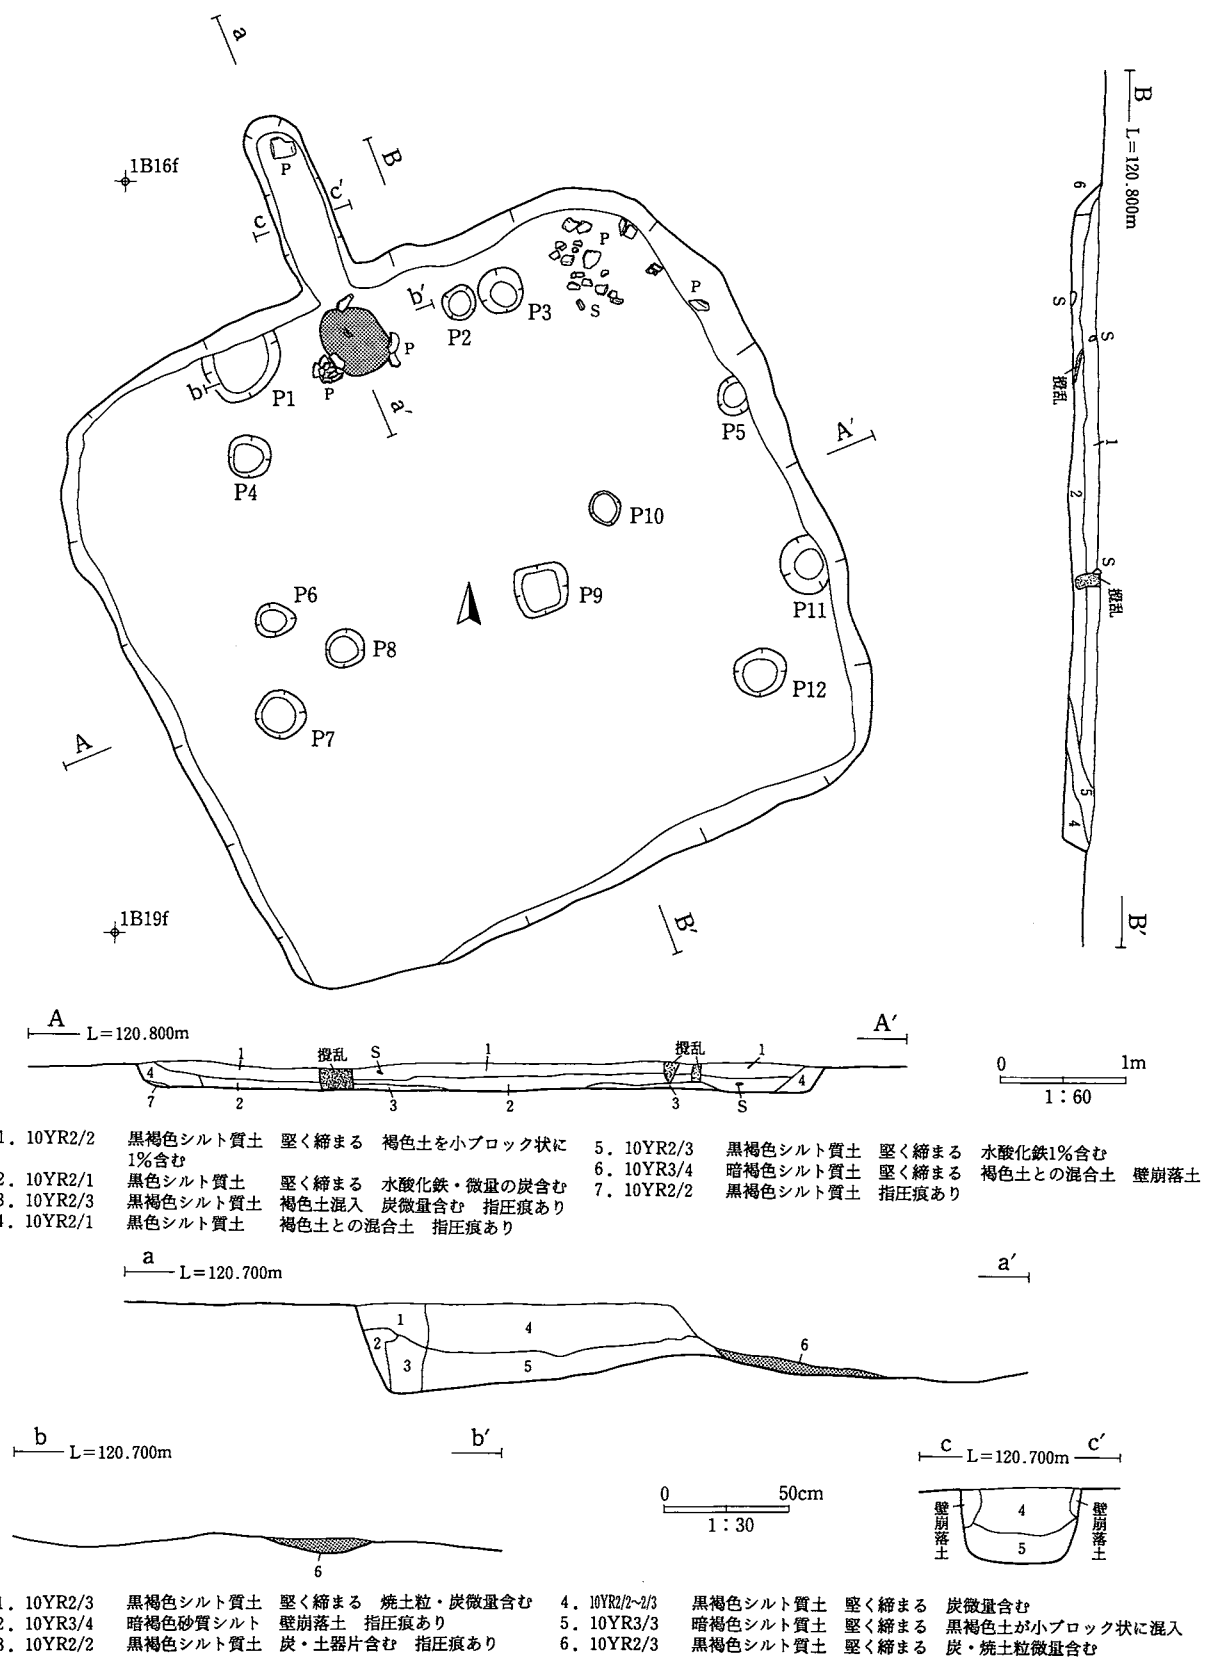 a
B
1B16f
P
c'
c
P
P
S
b'
P2
P3
P
b
P1
P
a'
P5
A'
P4
P10
P6
P9
P11
P8
P12
P7
A
1B19f
B'
B
L=120.800m
6
S
S
撹乱
1
2
S
撹乱
5
4
B'
A
L=120.800m
A'
4
1
撹乱
S
1
撹乱
1
4
7
2
3
2
3
S
0 1m
1:60
1. 10YR2/2 黒褐色シルト質土 堅く締まる 褐色土を小ブロック状に
1%含む
2. 10YR2/1 黒色シルト質土 堅く締まる 水酸化鉄・微量の炭含む
3. 10YR2/3 黒褐色シルト質土 褐色土混入 炭微量含む 指圧痕あり
4. 10YR2/1 黒色シルト質土 褐色土との混合土 指圧痕あり
5. 10YR2/3 黒褐色シルト質土 堅く締まる 水酸化鉄1%含む
6. 10YR3/4 暗褐色シルト質土 堅く締まる 褐色土との混合土 壁崩落土
7. 10YR2/2 黒褐色シルト質土 指圧痕あり
a
L=120.700m
a'
1
4
2
3
5
6
b
L=120.700m
b'
6
0 50cm
1:30
c L=120.700m c'
壁崩落土
4
5
壁崩落土
1. 10YR2/3 黒褐色シルト質土 堅く締まる 焼土粒・炭微量含む
2. 10YR3/4 暗褐色砂質シルト 壁崩落土 指圧痕あり
3. 10YR2/2 黒褐色シルト質土 炭・土器片含む 指圧痕あり
4. 10YR2/2~2/3 黒褐色シルト質土 堅く締まる 炭微量含む
5. 10YR3/3 暗褐色シルト質土 堅く締まる 黒褐色土が小ブロック状に混入
6. 10YR2/3 黒褐色シルト質土 堅く締まる 炭・焼土粒微量含む